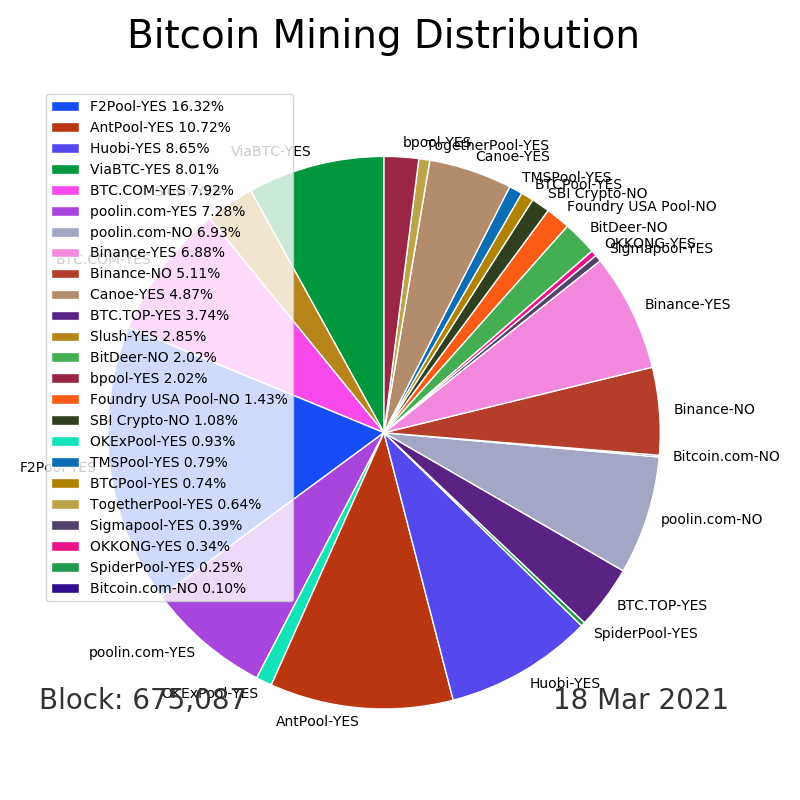 Bitcoin Mining Distribution
F2Pool-YES 16.32%
AntPool-YES 10.72%
Huobi-YES 8.65%
ViaBTC-YES 8.01%
BTC.COM-YES 7.92%
poolin.com-YES 7.28%
poolin.com-NO 6.93%
Binance-YES 6.88%
Binance-NO 5.11%
Canoe-YES 4.87%
BTC.TOP-YES 3.74%
Slush-YES 2.85%
BitDeer-NO 2.02%
bpool-YES 2.02%
Foundry USA Pool-NO 1.43%
SBI Crypto-NO 1.08%
OKExPool-YES 0.93%
TMSPool-YES 0.79%
BTCPool-YES 0.74%
TogetherPool-YES 0.64%
Sigmapool-YES 0.39%
OKKONG-YES 0.34%
SpiderPool-YES 0.25%
Bitcoin.com-NO 0.10%
bpool-YES
TogetherPool-YES
Canoe-YES
TMSPool-YES
BTCPool-YES
SBI Crypto-NO
Foundry USA Pool-NO
BitDeer-NO
OKKONG-YES
Sigmapool-YES
Binance-YES
Binance-NO
Bitcoin.com-NO
poolin.com-NO
BTC.TOP-YES
SpiderPool-YES
Huobi-YES
AntPool-YES
OKExPool-YES
poolin.com-YES
F2Pool-YES
BTC.COM-YES
ViaBTC-YES
Block: 675,087
18 Mar 2021